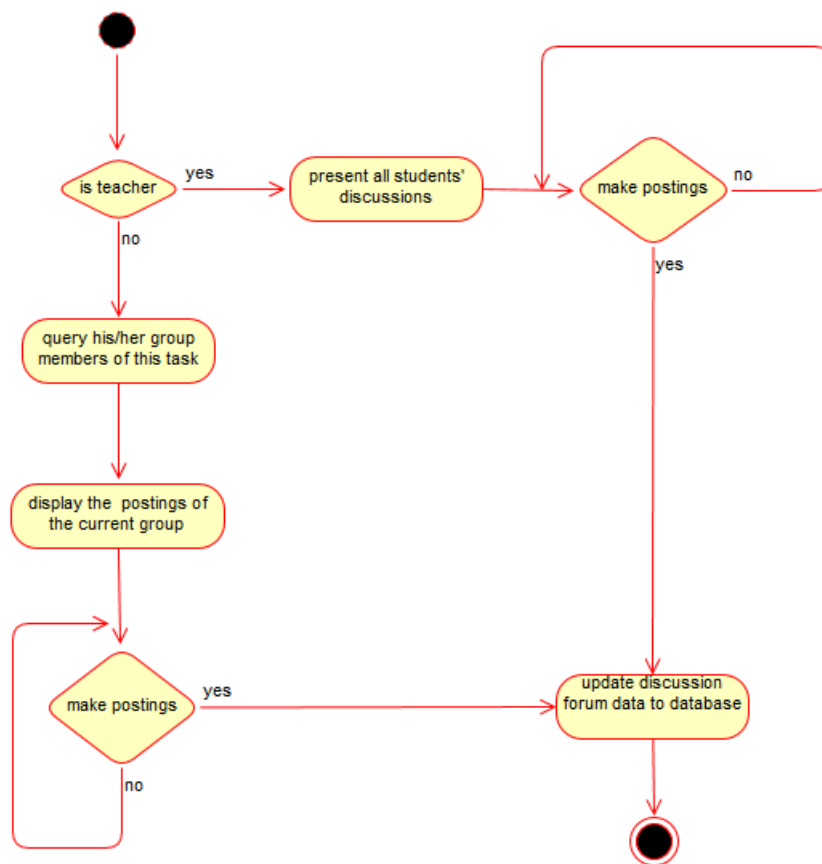 is teacher
yes
present all students'
discussions
make postings
no
no
yes
query his/her group
members of this task
display the  postings of
the current group
make postings
yes
no
update discussion
forum data to database